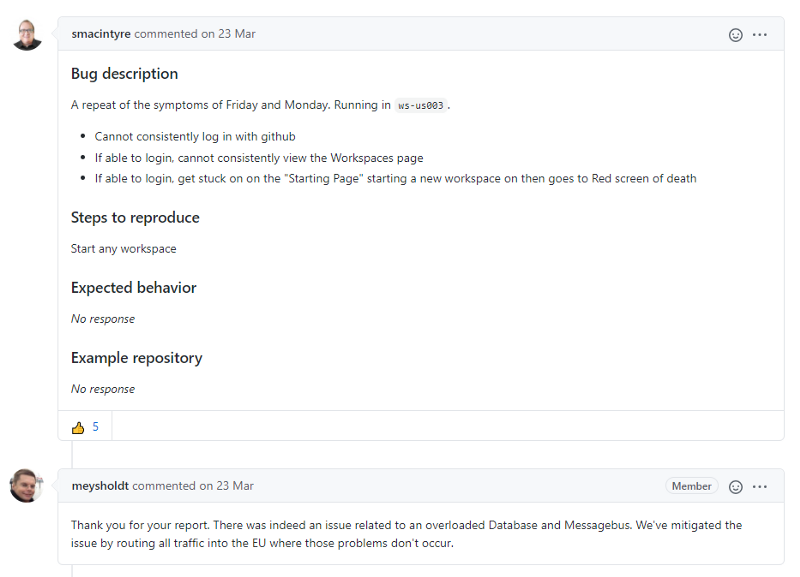 smacintyre commented on 23 Mar
Bug description
A repeat of the symptoms of Friday and Monday. Running in ws-us003 .
Cannot consistently log in with github
If able to login, cannot consistently view the Workspaces page
If able to login, get stuck on on the "Starting Page" starting a new workspace on then goes to Red screen of death
Steps to reproduce
Start any workspace
Expected behavior
No response
Example repository
No response
5
meysholdt commented on 23 Mar Member
Thank you for your report. There was indeed an issue related to an overloaded Database and Messagebus. We've mitigated the
issue by routing all traffic into the EU where those problems don't occur.